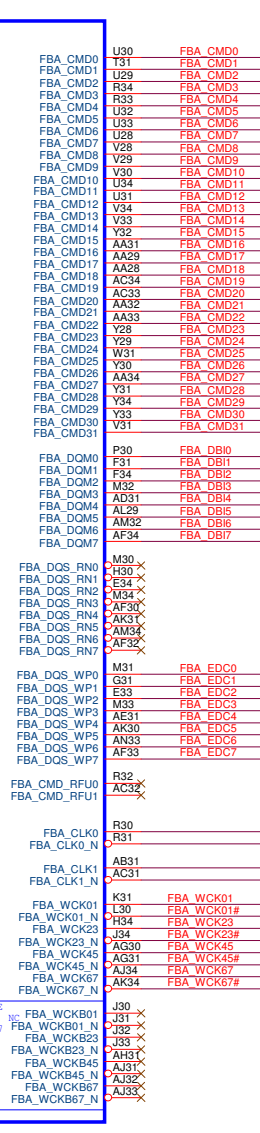 FBA_CMD0 U30 FBA_CMD0
FBA_CMD1 T31 FBA_CMD1
FBA_CMD2 U29 FBA_CMD2
FBA_CMD3 R34 FBA_CMD3
FBA_CMD4 R33 FBA_CMD4
FBA_CMD5 U32 FBA_CMD5
FBA_CMD6 U33 FBA_CMD6
FBA_CMD7 U28 FBA_CMD7
FBA_CMD8 V28 FBA_CMD8
FBA_CMD9 V29 FBA_CMD9
FBA_CMD10 V30 FBA_CMD10
FBA_CMD11 U34 FBA_CMD11
FBA_CMD12 U31 FBA_CMD12
FBA_CMD13 V34 FBA_CMD13
FBA_CMD14 V33 FBA_CMD14
FBA_CMD15 Y32 FBA_CMD15
FBA_CMD16 AA31 FBA_CMD16
FBA_CMD17 AA29 FBA_CMD17
FBA_CMD18 AA28 FBA_CMD18
FBA_CMD19 AC34 FBA_CMD19
FBA_CMD20 AC33 FBA_CMD20
FBA_CMD21 AA32 FBA_CMD21
FBA_CMD22 AA33 FBA_CMD22
FBA_CMD23 Y28 FBA_CMD23
FBA_CMD24 Y29 FBA_CMD24
FBA_CMD25 W31 FBA_CMD25
FBA_CMD26 Y30 FBA_CMD26
FBA_CMD27 AA34 FBA_CMD27
FBA_CMD28 Y31 FBA_CMD28
FBA_CMD29 Y34 FBA_CMD29
FBA_CMD30 Y33 FBA_CMD30
FBA_CMD31 V31 FBA_CMD31
FBA_DQM0 P30 FBA_DBI0
FBA_DQM1 F31 FBA_DBI1
FBA_DQM2 F34 FBA_DBI2
FBA_DQM3 M32 FBA_DBI3
FBA_DQM4 AD31 FBA_DBI4
FBA_DQM5 AL29 FBA_DBI5
FBA_DQM6 AM32 FBA_DBI6
FBA_DQM7 AF34 FBA_DBI7
FBA_DQS_RN0 M30
FBA_DQS_RN1 H30
FBA_DQS_RN2 E34
FBA_DQS_RN3 M34
FBA_DQS_RN4 AF30
FBA_DQS_RN5 AK31
FBA_DQS_RN6 AM34
FBA_DQS_RN7 AF32
FBA_DQS_WP0 M31 FBA_EDC0
FBA_DQS_WP1 G31 FBA_EDC1
FBA_DQS_WP2 E33 FBA_EDC2
FBA_DQS_WP3 M33 FBA_EDC3
FBA_DQS_WP4 AE31 FBA_EDC4
FBA_DQS_WP5 AK30 FBA_EDC5
FBA_DQS_WP6 AN33 FBA_EDC6
FBA_DQS_WP7 AF33 FBA_EDC7
FBA_CMD_RFU0 R32
FBA_CMD_RFU1 AC32
FBA_CLK0 R30
FBA_CLK0_N R31
FBA_CLK1 AB31
FBA_CLK1_N AC31
FBA_WCK01 K31 FBA_WCK01
FBA_WCK01_N L30 FBA_WCK01#
FBA_WCK23 H34 FBA_WCK23
FBA_WCK23_N J34 FBA_WCK23#
FBA_WCK45 AG30 FBA_WCK45
FBA_WCK45_N AG31 FBA_WCK45#
FBA_WCK67 AJ34 FBA_WCK67
FBA_WCK67_N AK34 FBA_WCK67#
FBA_WCKB01 J30
NC FBA_WCKB01_N J31
FBA_WCKB23 J32
FBA_WCKB23_N J33
FBA_WCKB45 AH31
FBA_WCKB45_N AJ31
FBA_WCKB67 AJ32
FBA_WCKB67_N AJ33